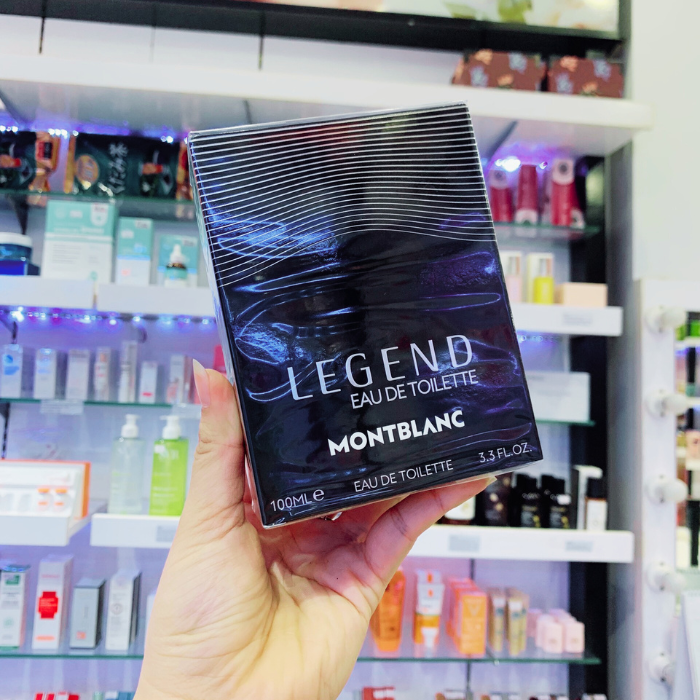 LEGEND
EAU DE TOILETTE
MONTBLANC
100ML e EAU DE TOILETTE 3.3 FL.OZ.